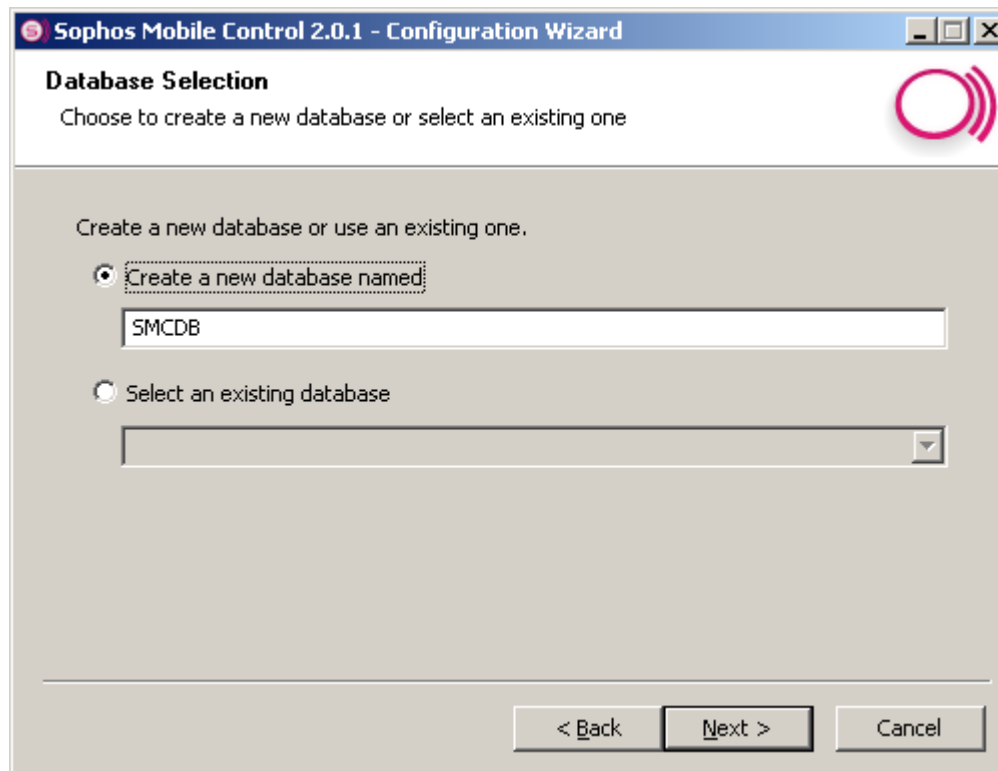 Sophos Mobile Control 2.0.1 - Configuration Wizard
Database Selection
Choose to create a new database or select an existing one
Create a new database or use an existing one.
Create a new database named
SMCDB
Select an existing database
< Back
Next >
Cancel